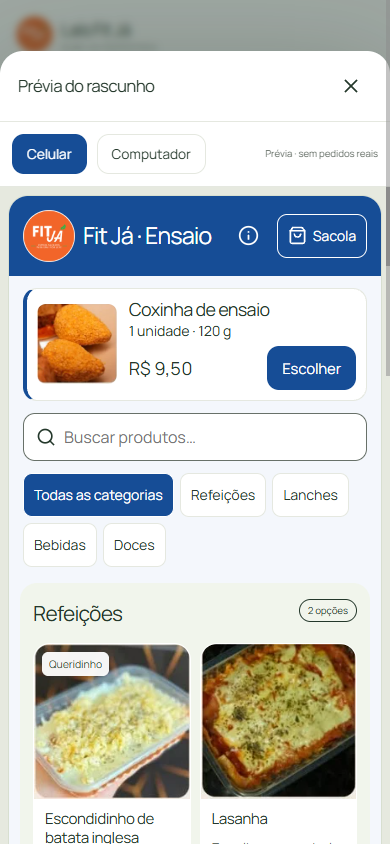 Prévia do rascunho
Celular
Computador
Prévia · sem pedidos reais
FIT
JÁ
Fit Já · Ensaio
Sacola
Coxinha de ensaio
1 unidade · 120 g
R$ 9,50
Escolher
Buscar produtos...
Todas as categorias
Refeições
Lanches
Bebidas
Doces
Refeições
2 opções
Queridinho
Escondidinho de
batata inglesa
Lasanha